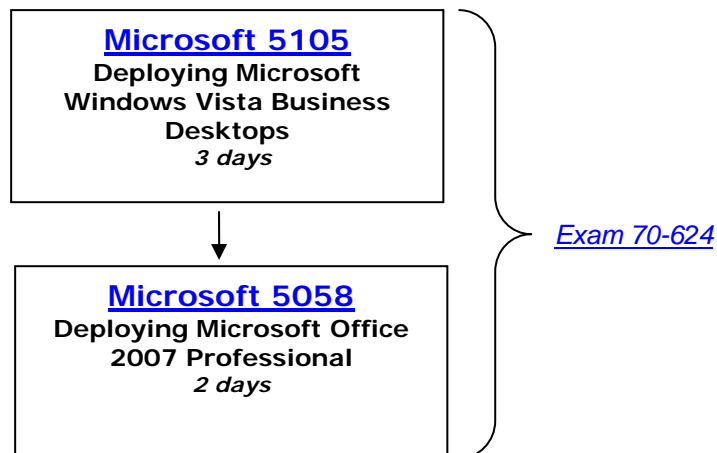 Microsoft 5105
Deploying Microsoft
Windows Vista Business
Desktops
3 days
Exam 70-624
Microsoft 5058
Deploying Microsoft Office
2007 Professional
2 days